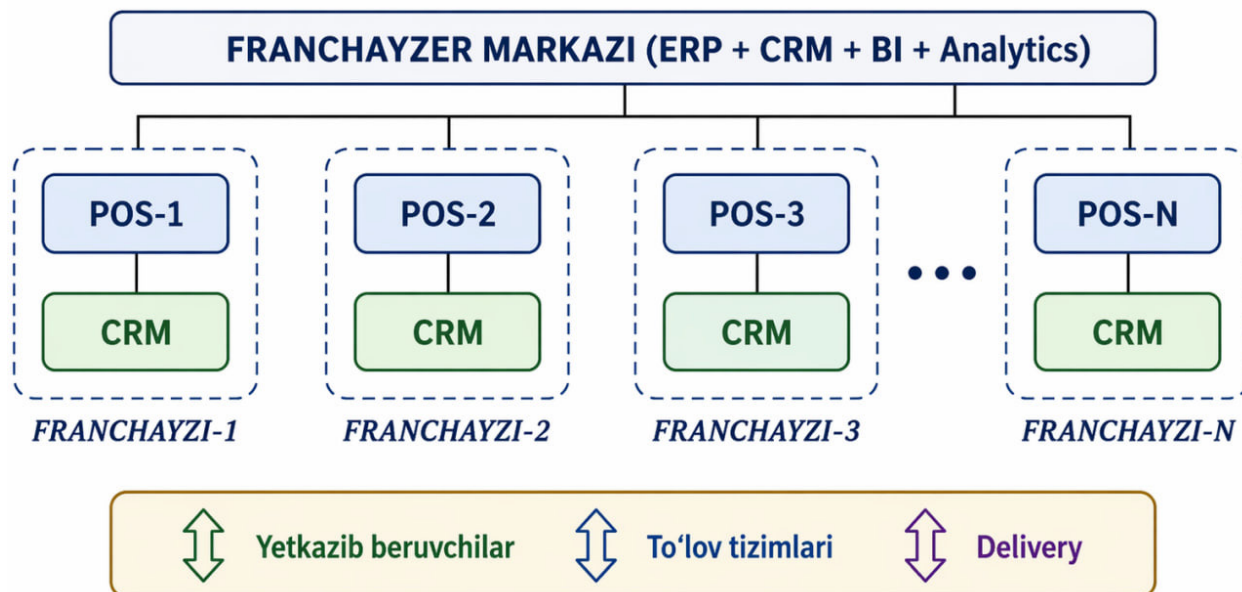 FRANCHAYZER MARKAZI (ERP + CRM + BI + Analytics)
POS-1 POS-2 POS-3 POS-N
•••
CRM CRM CRM CRM
FRANCHAYZI-1 FRANCHAYZI-2 FRANCHAYZI-3 FRANCHAYZI-N
Yetkazib beruvchilar To‘lov tizimlari Delivery